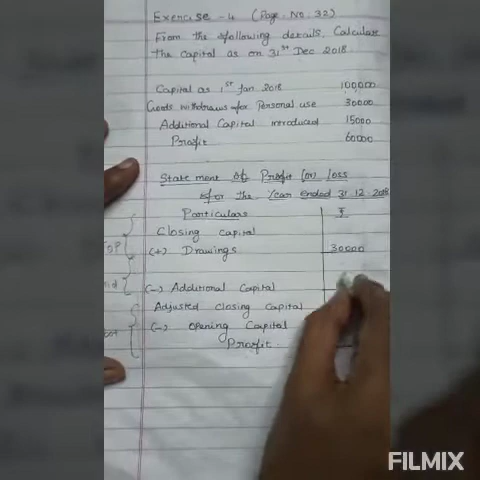 Exercise - 4 (Page. No. 32)
From the following details, Calculate
the capital as on 31st Dec 2018.
Capital as 1st Jan 2018 1,00,000
Goods withdrawn for Personal use 30000
Additional Capital introduced 15000
Profit 60000
Statement of Profit (or) Loss
for the Year ended 31.12.2018
Particulars ₹
Closing capital
(+) Drawings 30000
(-) Additional Capital
Adjusted closing Capital
(-) Opening Capital
Profit
FILMIX